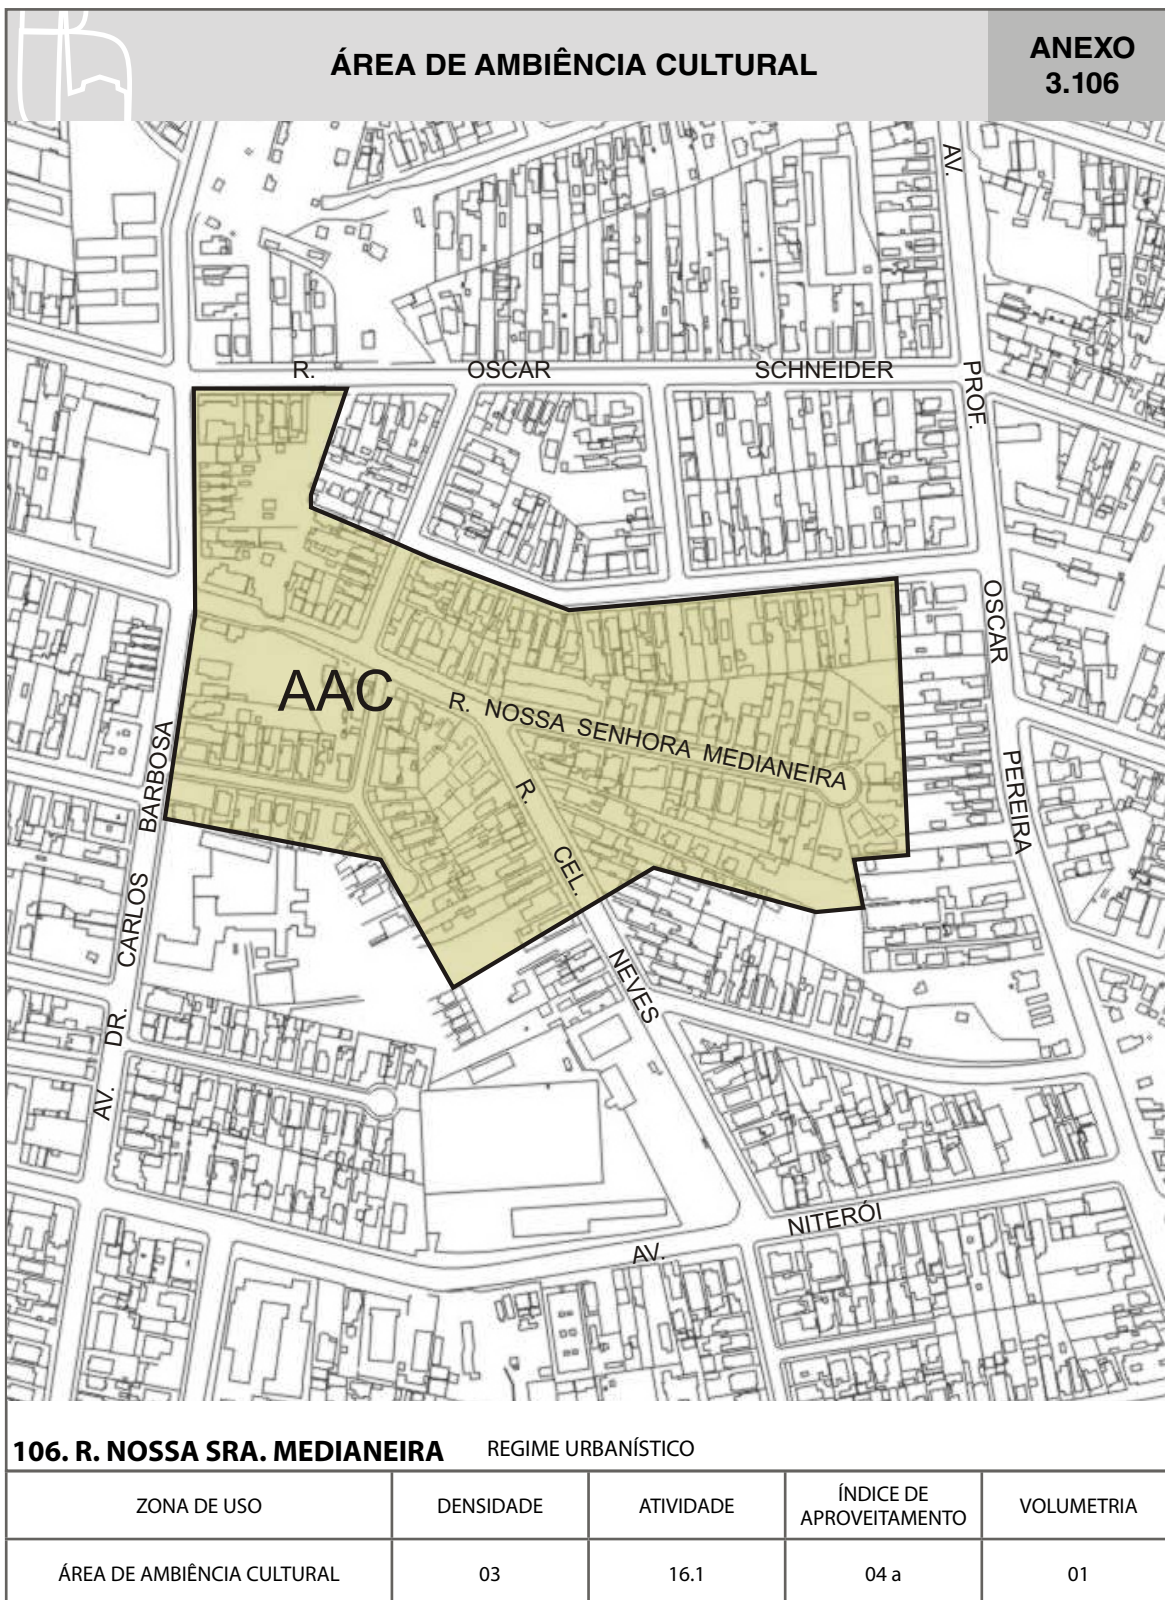 ÁREA DE AMBIÊNCIA CULTURAL
ANEXO
3.106
AV. PROF. OSCAR PEREIRA
R. OSCAR SCHNEIDER
AAC
R. NOSSA SENHORA MEDIANEIRA
R. CEL. NEVES
AV. DR. CARLOS BARBOSA
AV. NITERÓI
106. R. NOSSA SRA. MEDIANEIRA REGIME URBANÍSTICO
ZONA DE USO DENSIDADE ATIVIDADE ÍNDICE DE
APROVEITAMENTO VOLUMETRIA
ÁREA DE AMBIÊNCIA CULTURAL 03 16.1 04 a 01